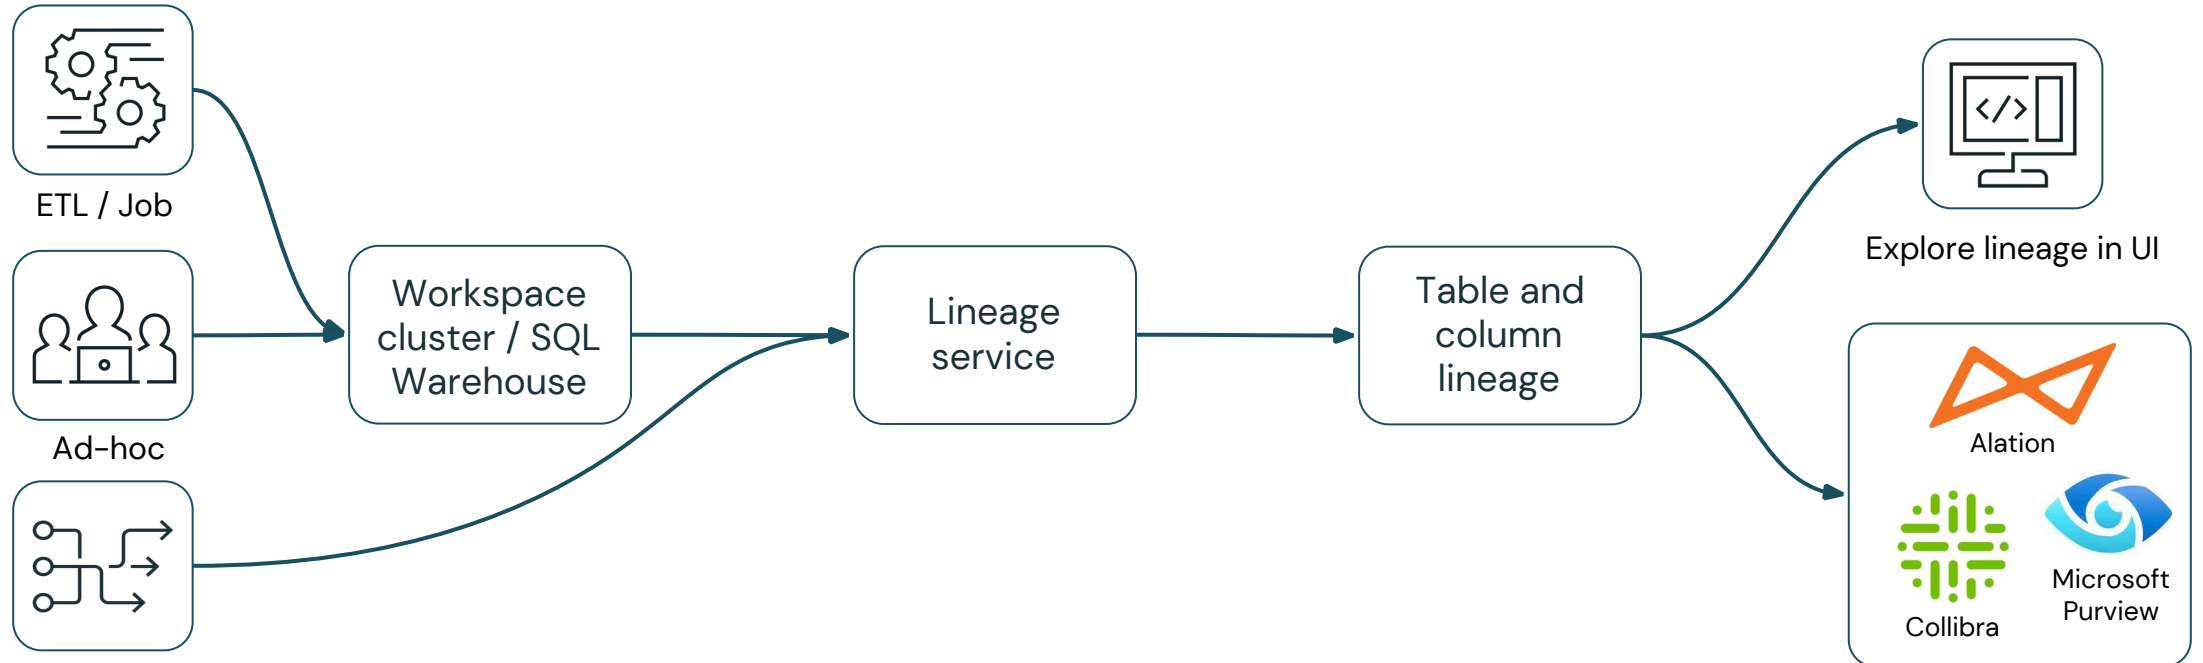 ETL / Job
Ad-hoc
Workspace
cluster / SQL
Warehouse
Lineage
service
Table and
column
lineage
Explore lineage in UI
Alation
Collibra
Microsoft
Purview